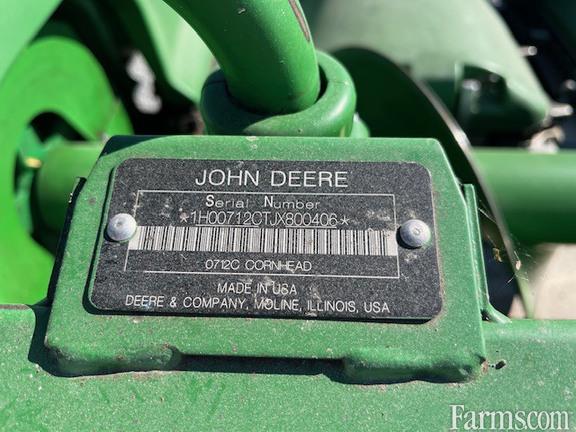 JOHN DEERE
Serial Number
*1H00712CTJX800406*
0712C CORNHEAD
MADE IN USA
DEERE & COMPANY, MOLINE, ILLINOIS, USA
Farms.com